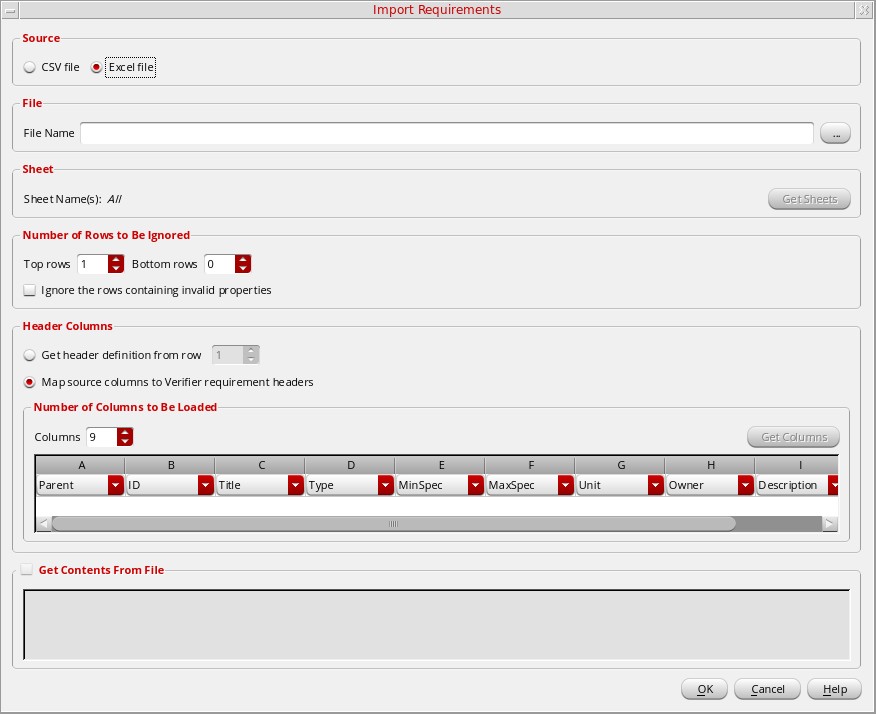 Import Requirements
Source
CSV file Excel file
File
File Name ...
Sheet
Sheet Name(s): All Get Sheets
Number of Rows to Be Ignored
Top rows 1 Bottom rows 0
Ignore the rows containing invalid properties
Header Columns
Get header definition from row 1
Map source columns to Verifier requirement headers
Number of Columns to Be Loaded
Columns 9 Get Columns
A B C D E F G H I
Parent ID Title Type MinSpec MaxSpec Unit Owner Description
Get Contents From File
OK Cancel Help